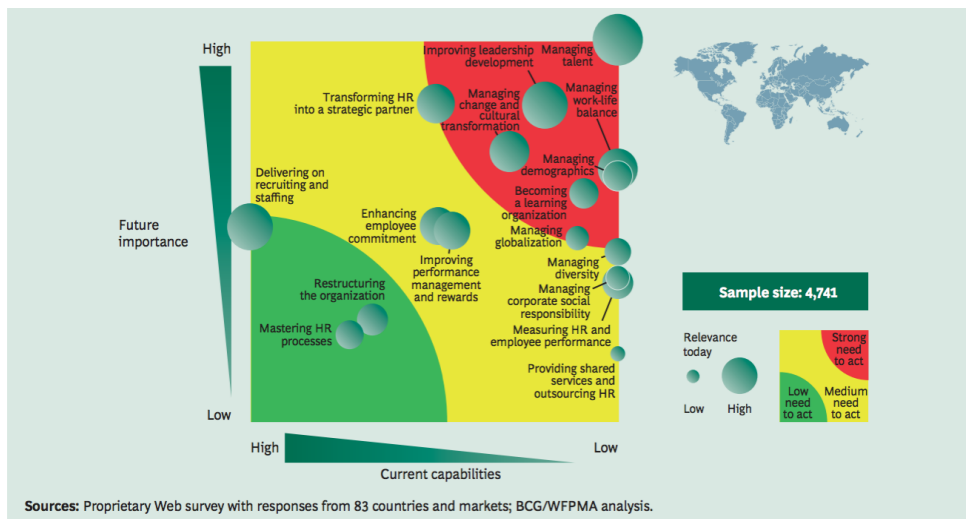 High
Future
importance
Low
Improving leadership
development
Managing
talent
Transforming HR
into a strategic partner
Managing
change and
cultural
transformation
Managing
work-life
balance
Delivering on
recruiting and
staffing
Managing
demographics
Becoming
a learning
organization
Enhancing
employee
commitment
Managing
globalization
Improving
performance
management
and rewards
Managing
diversity
Restructuring
the organization
Managing
corporate social
responsibility
Mastering HR
processes
Measuring HR and
employee performance
Providing shared
services and
outsourcing HR
High
Low
Current capabilities
Sample size: 4,741
Relevance
today
Low
High
Strong
need
to act
Low
need
to act
Medium
need
to act
Sources: Proprietary Web survey with responses from 83 countries and markets; BCG/WFPMA analysis.